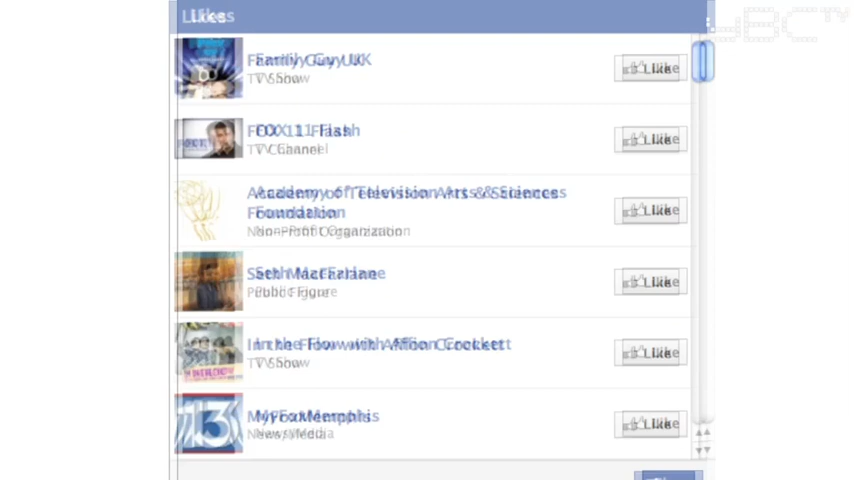 Likes
Family Guy UK
TV Show
Like
FOX 11 Flash
TV Channel
Like
Academy of Television Arts & Sciences
Foundation
Non-Profit Organization
Like
Seth MacFarlane
Public Figure
Like
In the Flow with Affion Crockett
TV Show
Like
MyFoxMemphis
News/Media
Like
13